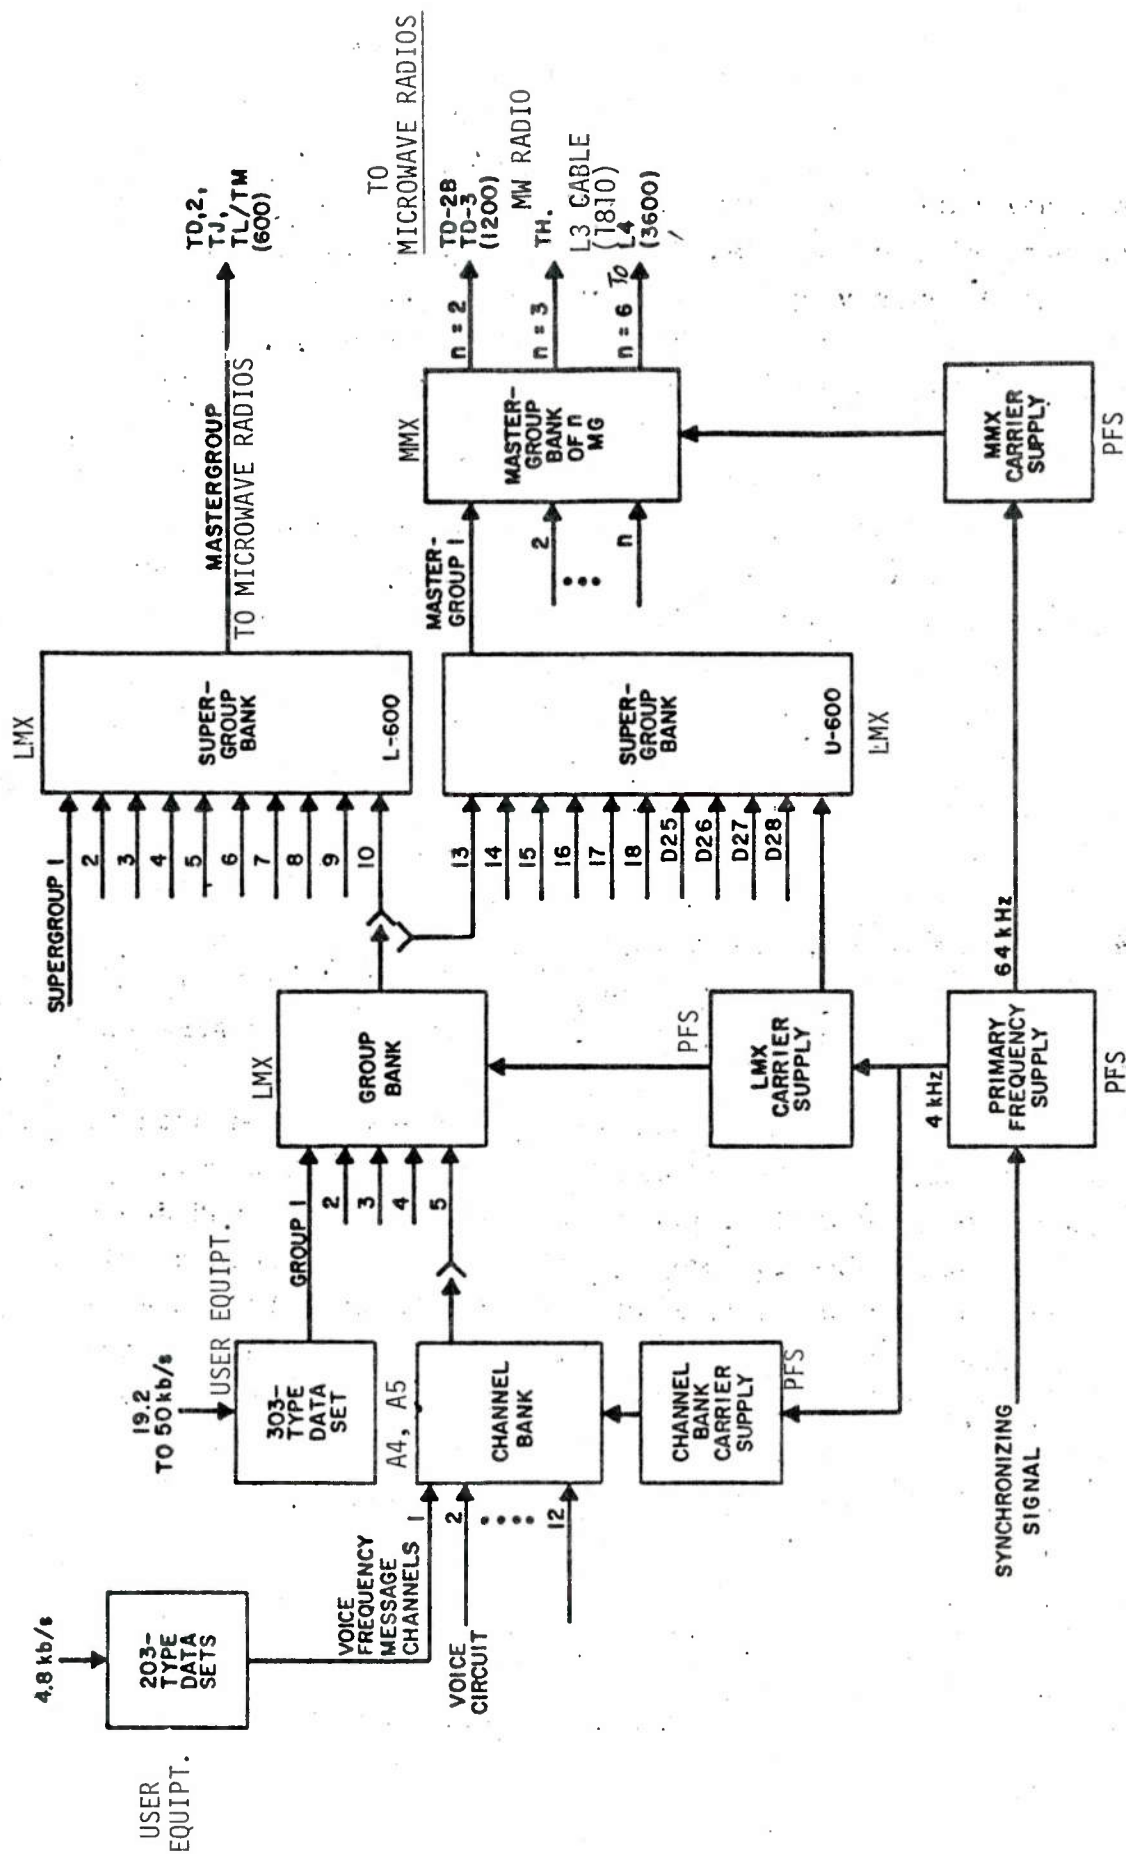 USER
EQUIPT.
4.8 kb/s
203-
TYPE
DATA
SETS
VOICE
FREQUENCY
MESSAGE
CHANNELS 1
VOICE
CIRCUIT
2
12
19.2
TO 50 kb/s
USER EQUIPT.
303-
TYPE
DATA
SET
A4, A5
CHANNEL
BANK
CHANNEL
BANK
CARRIER
SUPPLY
PFS
SYNCHRONIZING
SIGNAL
GROUP 1
2
3
4
5
LMX
GROUP
BANK
PFS
LMX
CARRIER
SUPPLY
4 kHz
PRIMARY
FREQUENCY
SUPPLY
PFS
64 kHz
SUPERGROUP 1
2
3
4
5
6
7
8
9
10
LMX
SUPER-
GROUP
BANK
L-600
13
14
15
16
17
18
D25
D26
D27
D28
SUPER-
GROUP
BANK
U-600
LMX
MASTERGROUP
TO MICROWAVE RADIOS
TD,2,
TJ,
TL/TM
(600)
MASTER-
GROUP 1
2
n
MMX
MASTER-
GROUP
BANK
OF n
MG
MMX
CARRIER
SUPPLY
PFS
n = 2
n = 3
n = 6
TO
MICROWAVE RADIOS
TD-2B
TD-3
(1200)
MW RADIO
TH.
L3 CABLE
(1810)
To L4
(3600)